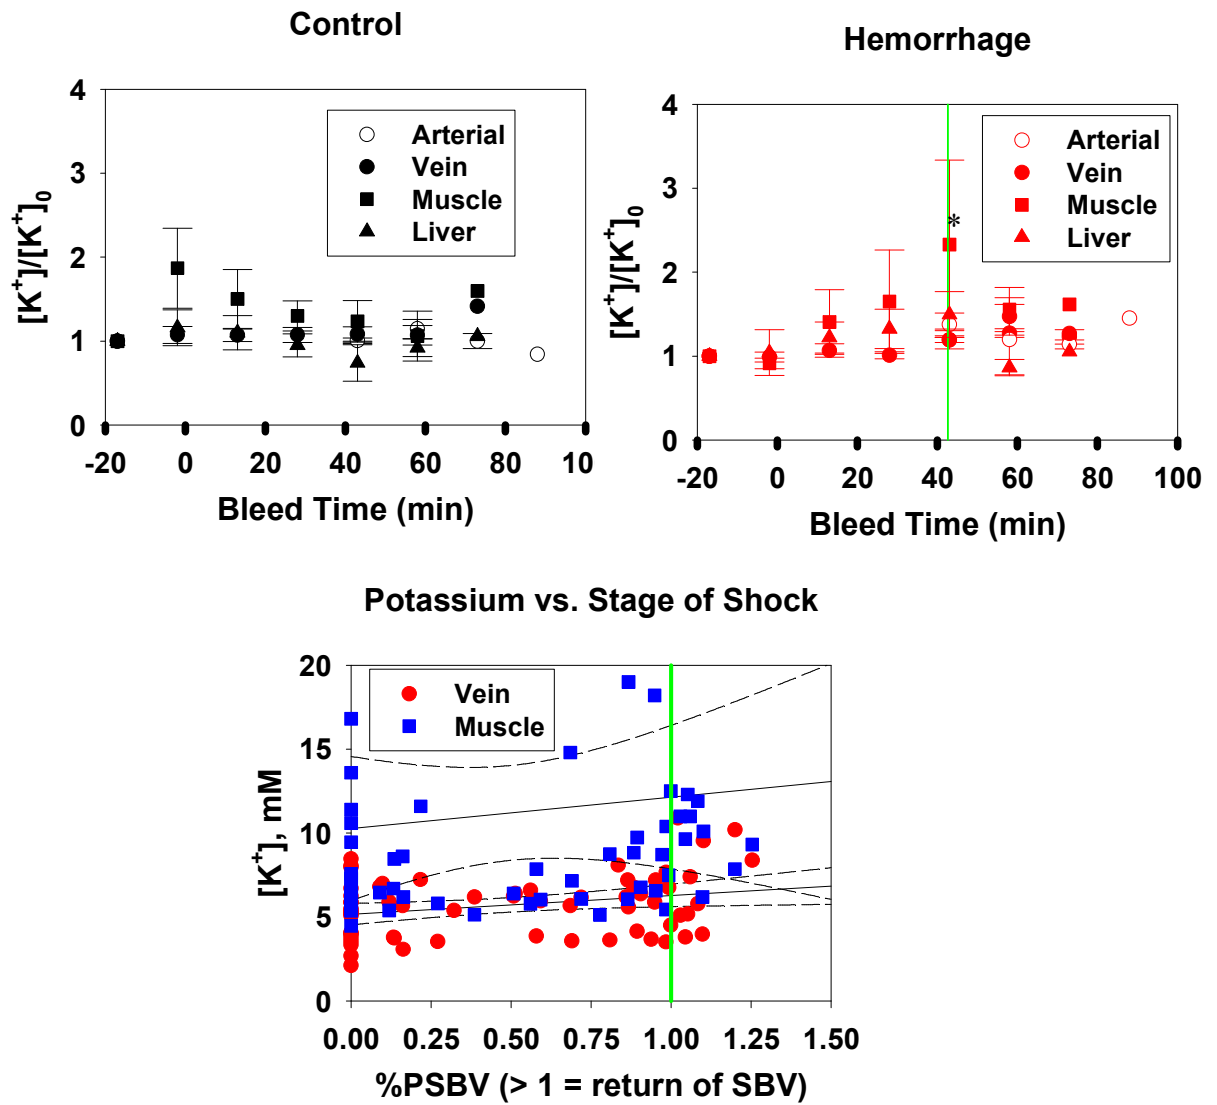 Control
[K⁺]/[K⁺]₀
4
3
2
1
0
Arterial
Vein
Muscle
Liver
-20 0 20 40 60 80 10
Bleed Time (min)
Hemorrhage
[K⁺]/[K⁺]₀
4
3
2
1
0
Arterial
Vein
Muscle
Liver
*
-20 0 20 40 60 80 100
Bleed Time (min)
Potassium vs. Stage of Shock
[K⁺], mM
20
15
10
5
0
Vein
Muscle
0.00 0.25 0.50 0.75 1.00 1.25 1.50
%PSBV (> 1 = return of SBV)